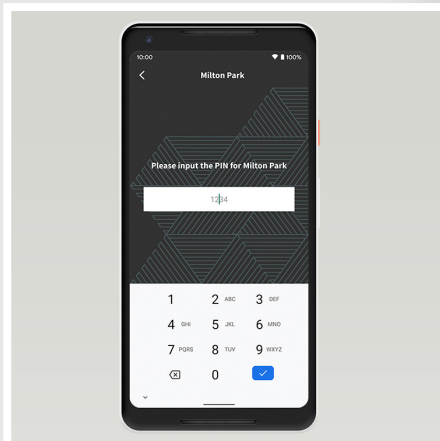 10:00 100%
Milton Park
Please input the PIN for Milton Park
1234
1 2 ABC 3 DEF
4 GHI 5 JKL 6 MNO
7 PQRS 8 TUV 9 WXYZ
0